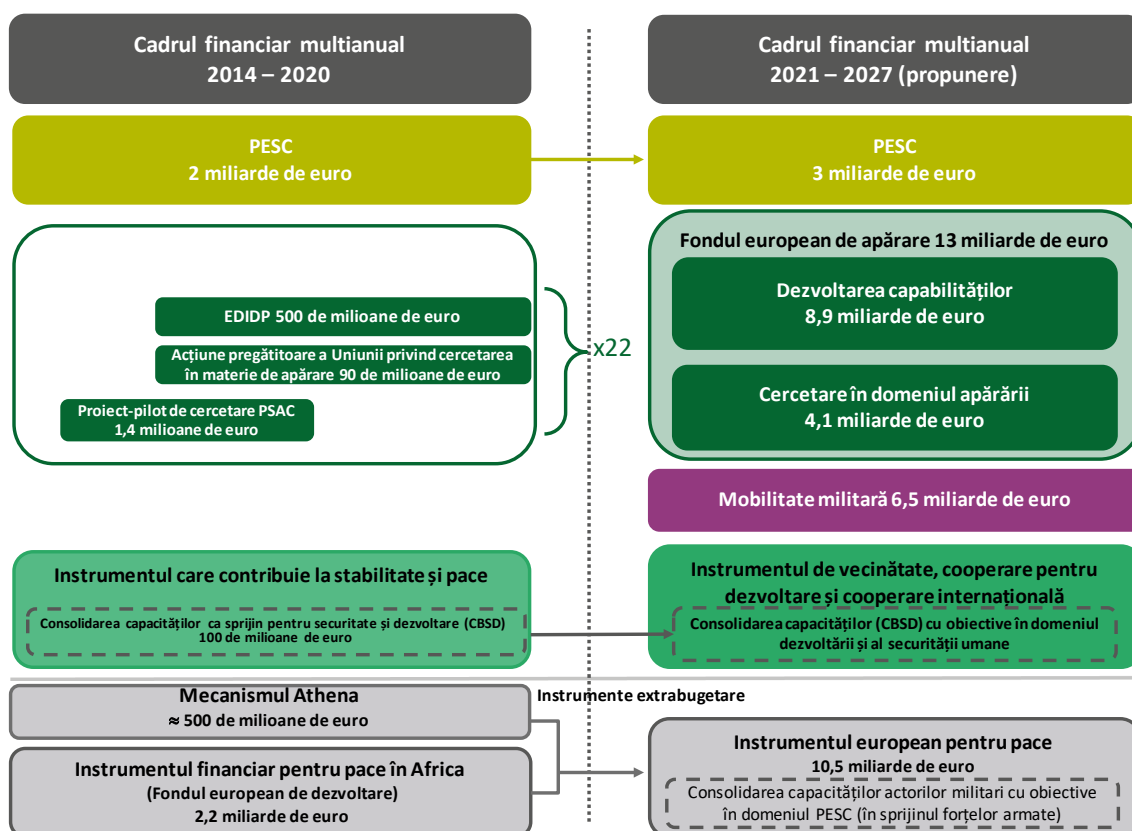 Cadrul financiar multianual
2014 – 2020
Cadrul financiar multianual
2021 – 2027 (propunere)
PESC
2 miliarde de euro
PESC
3 miliarde de euro
EDIDP 500 de milioane de euro
Acțiune pregătitoare a Uniunii privind cercetarea
în materie de apărare 90 de milioane de euro
Proiect-pilot de cercetare PSAC
1,4 milioane de euro
x22
Fondul european de apărare 13 miliarde de euro
Dezvoltarea capabilităților
8,9 miliarde de euro
Cercetare în domeniul apărării
4,1 miliarde de euro
Mobilitate militară 6,5 miliarde de euro
Instrumentul care contribuie la stabilitate și pace
Consolidarea capacităților ca sprijin pentru securitate și dezvoltare (CBSD)
100 de milioane de euro
Instrumentul de vecinătate, cooperare pentru
dezvoltare și cooperare internațională
Consolidarea capacităților (CBSD) cu obiective în domeniul
dezvoltării și al securității umane
Instrumente extrabugetare
Mecanismul Athena
≈ 500 de milioane de euro
Instrumentul financiar pentru pace în Africa
(Fondul european de dezvoltare)
2,2 miliarde de euro
Instrumentul european pentru pace
10,5 miliarde de euro
Consolidarea capacităților actorilor militari cu obiective
în domeniul PESC (în sprijinul forțelor armate)